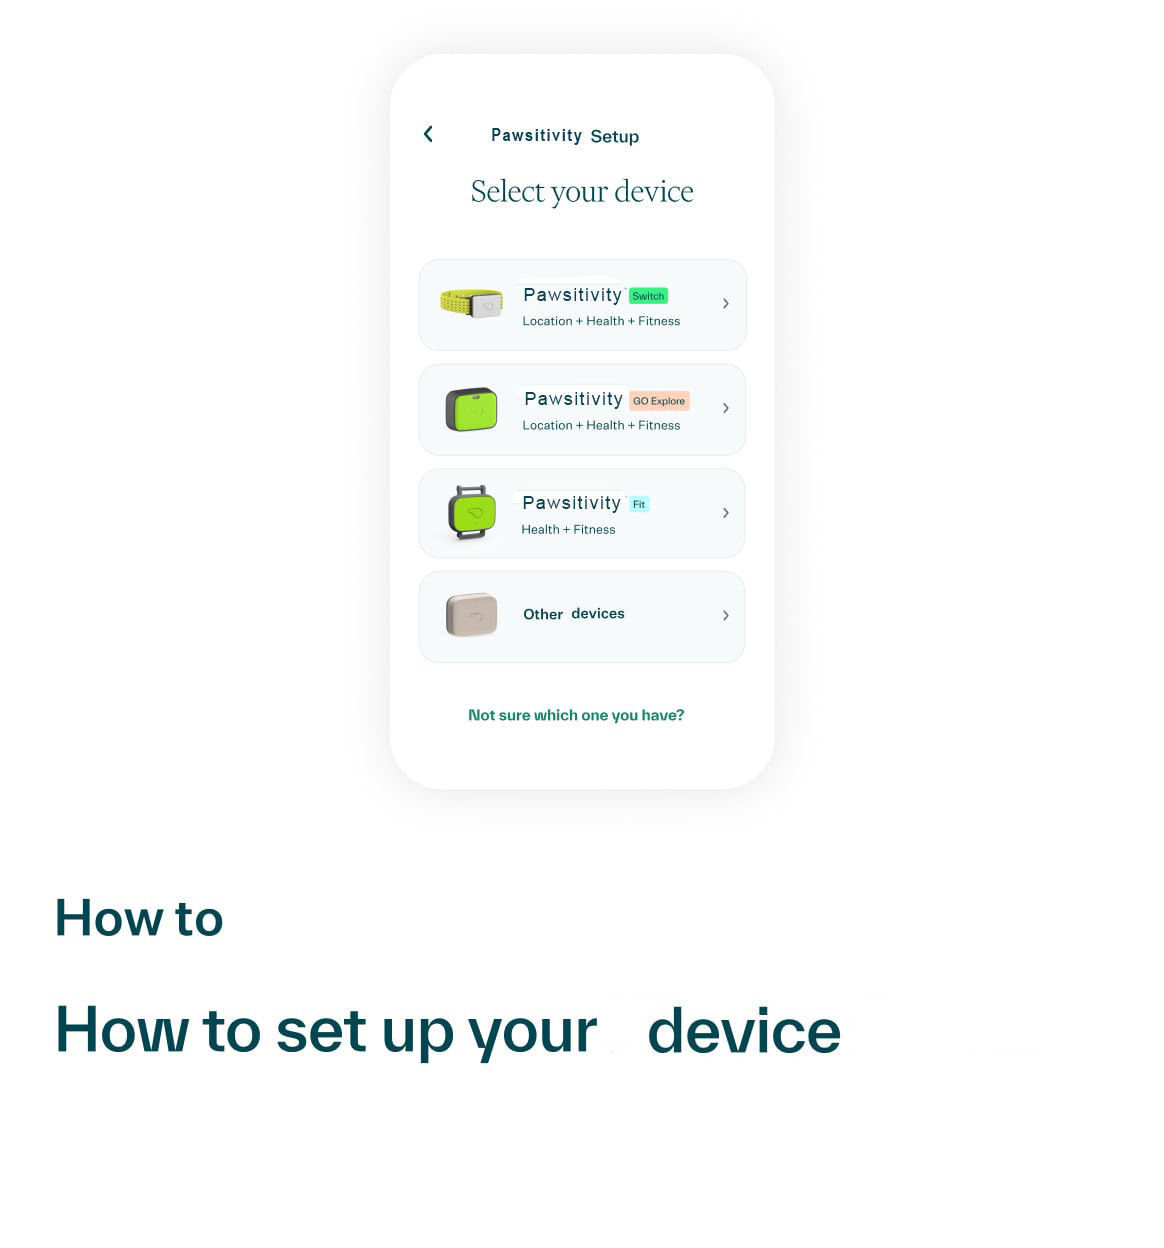 Pawsitivity Setup
Select your device
Pawsitivity Switch
Location + Health + Fitness
Pawsitivity GO Explore
Location + Health + Fitness
Pawsitivity Fit
Health + Fitness
Other devices
Not sure which one you have?
How to
How to set up your device